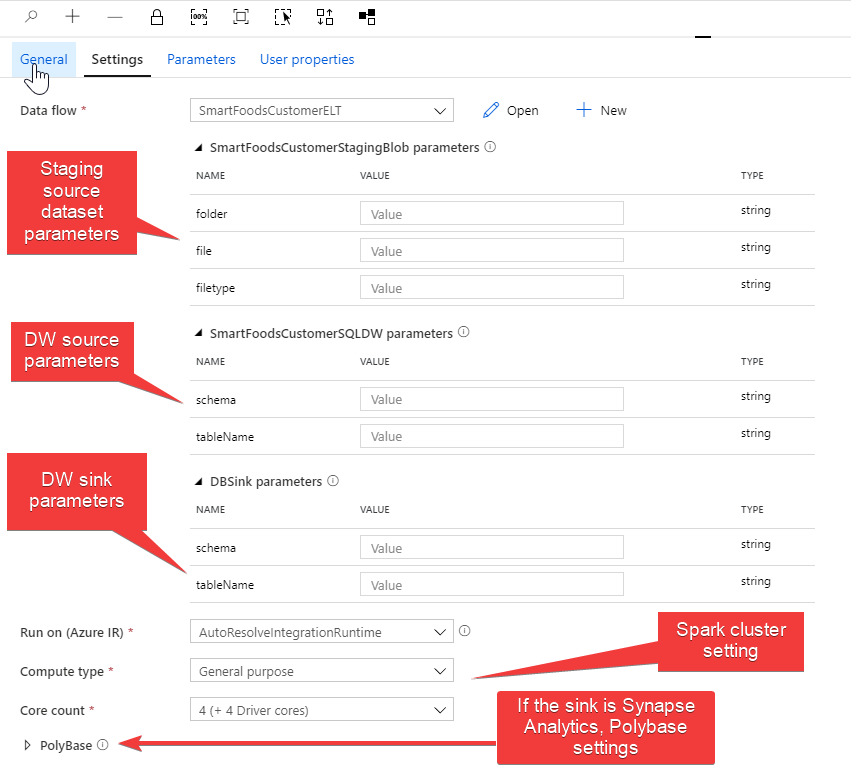 100%
General Settings Parameters User properties
Data flow * SmartFoodsCustomerELT Open New
SmartFoodsCustomerStagingBlob parameters
NAME VALUE TYPE
folder Value string
file Value string
filetype Value string
Staging
source
dataset
parameters
SmartFoodsCustomerSQLDW parameters
NAME VALUE TYPE
schema Value string
tableName Value string
DW source
parameters
DBSink parameters
NAME VALUE TYPE
schema Value string
tableName Value string
DW sink
parameters
Run on (Azure IR) * AutoResolveIntegrationRuntime
Compute type * General purpose
Spark cluster
setting
Core count * 4 (+ 4 Driver cores)
PolyBase
If the sink is Synapse
Analytics, Polybase
settings